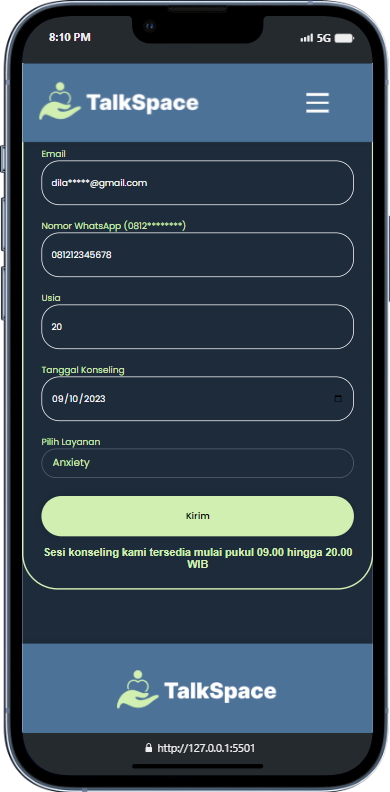 8:10 PM 5G
TalkSpace
Email
dila*****@gmail.com
Nomor WhatsApp (0812********)
081212345678
Usia
20
Tanggal Konseling
09/10/2023
Pilih Layanan
Anxiety
Kirim
Sesi konseling kami tersedia mulai pukul 09.00 hingga 20.00
WIB
TalkSpace
http://127.0.0.1:5501